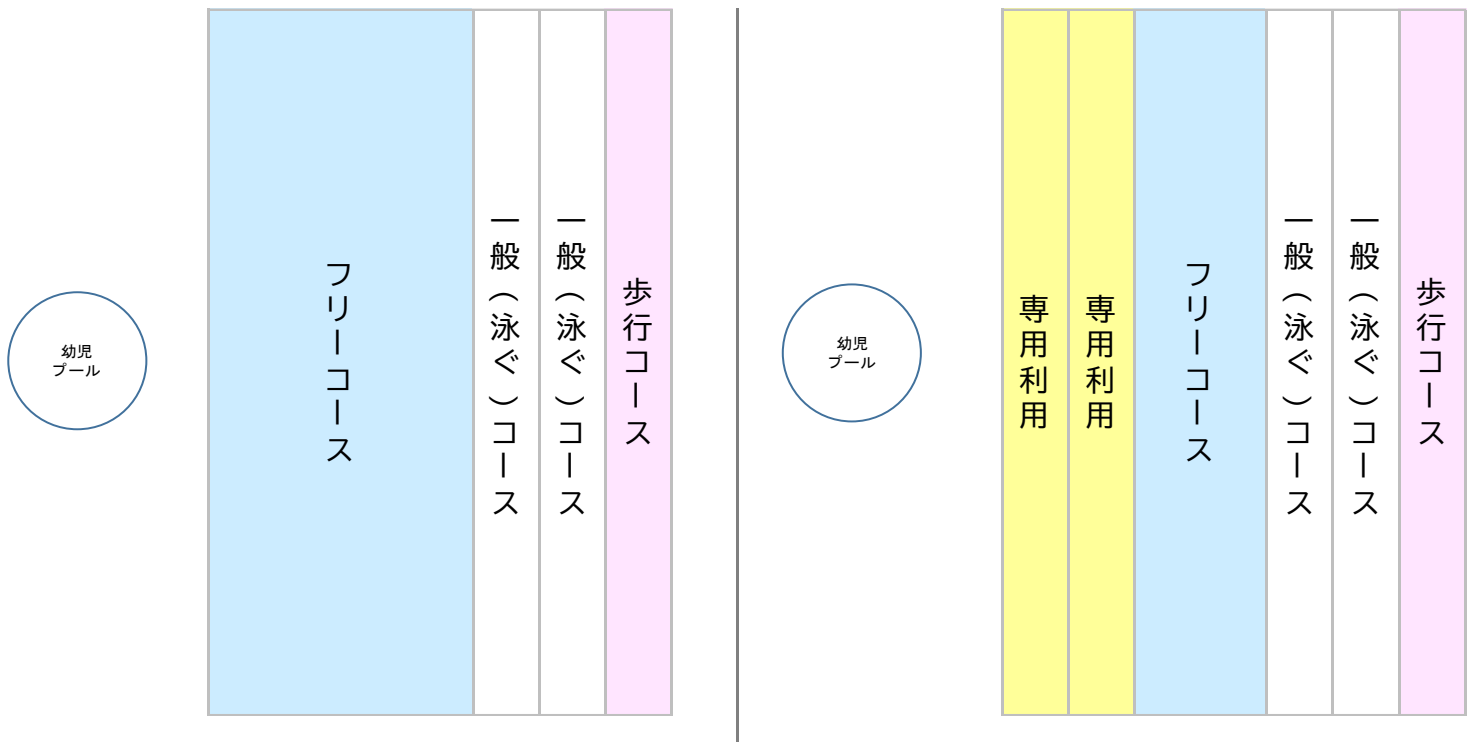 幼児
プール
フリーコース
一般（泳ぐ）コース
一般（泳ぐ）コース
歩行コース
幼児
プール
専用利用
専用利用
フリーコース
一般（泳ぐ）コース
一般（泳ぐ）コース
歩行コース